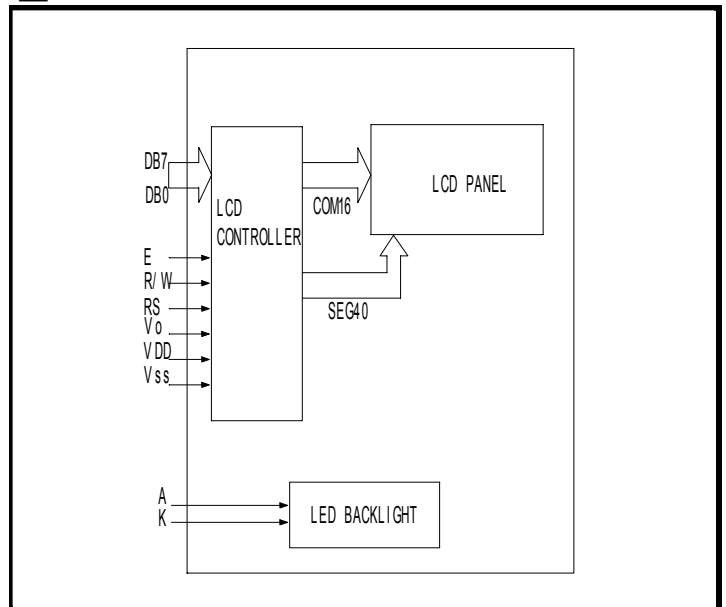 DB7
DB0
LCD
CONTROLLER
COM16
LCD PANEL
SEG40
E
R/W
RS
Vo
VDD
Vss
A
K
LED BACKLIGHT